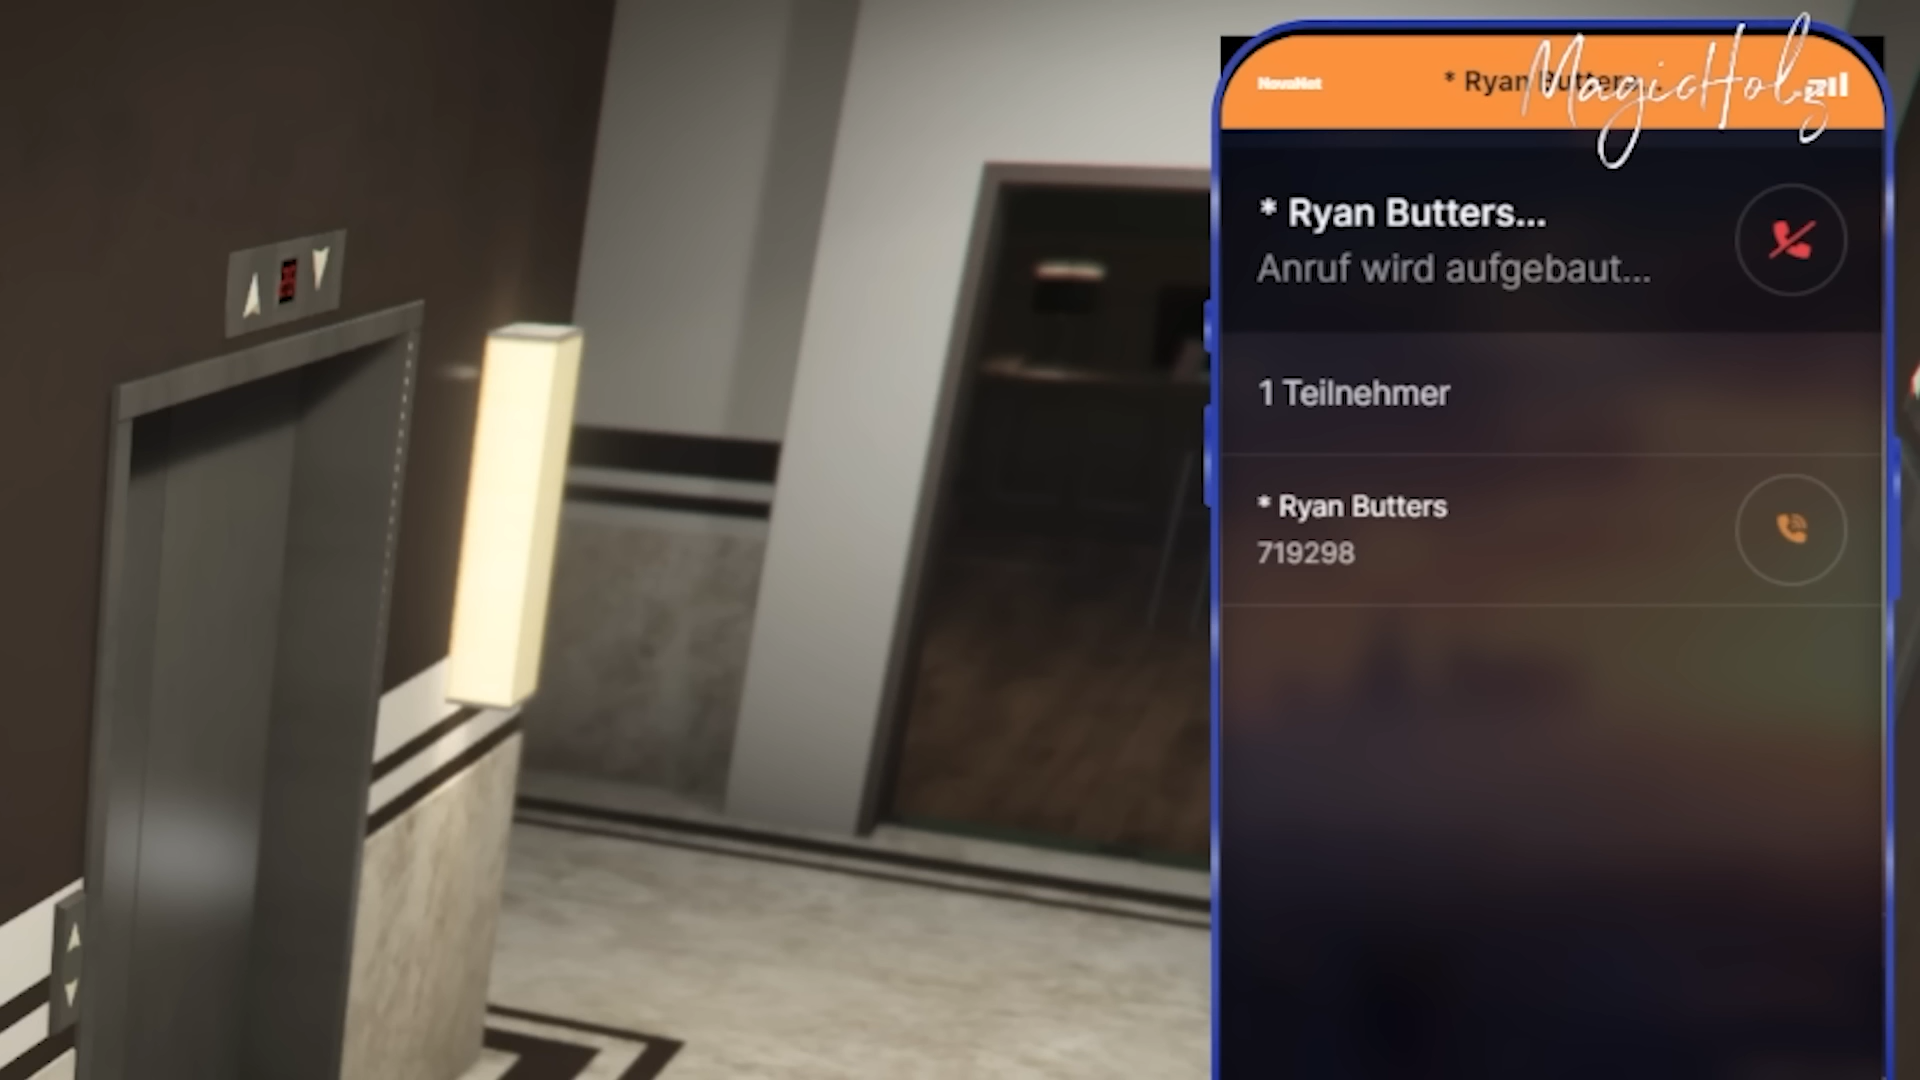 NovaNet
* Ryan Butters...
MagicHolz
* Ryan Butters...
Anruf wird aufgebaut...
1 Teilnehmer
* Ryan Butters
719298